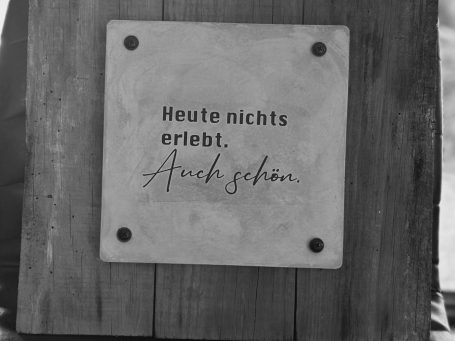 Heute nichts
erlebt.
Auch schön.